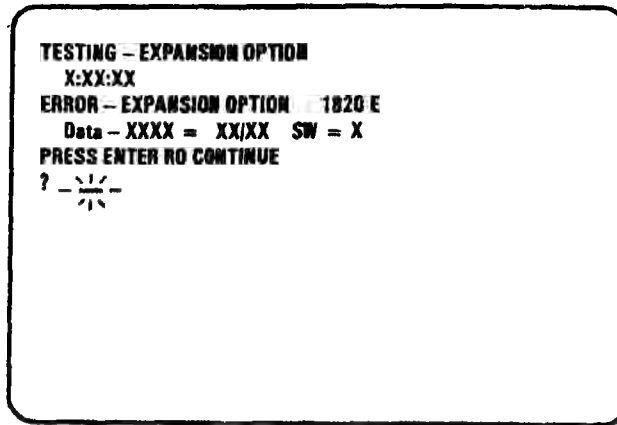 TESTING – EXPANSION OPTION
X:XX:XX
ERROR – EXPANSION OPTION 1820 E
Data – XXXX = XX/XX SW = X
PRESS ENTER RO CONTINUE
? _ _ _